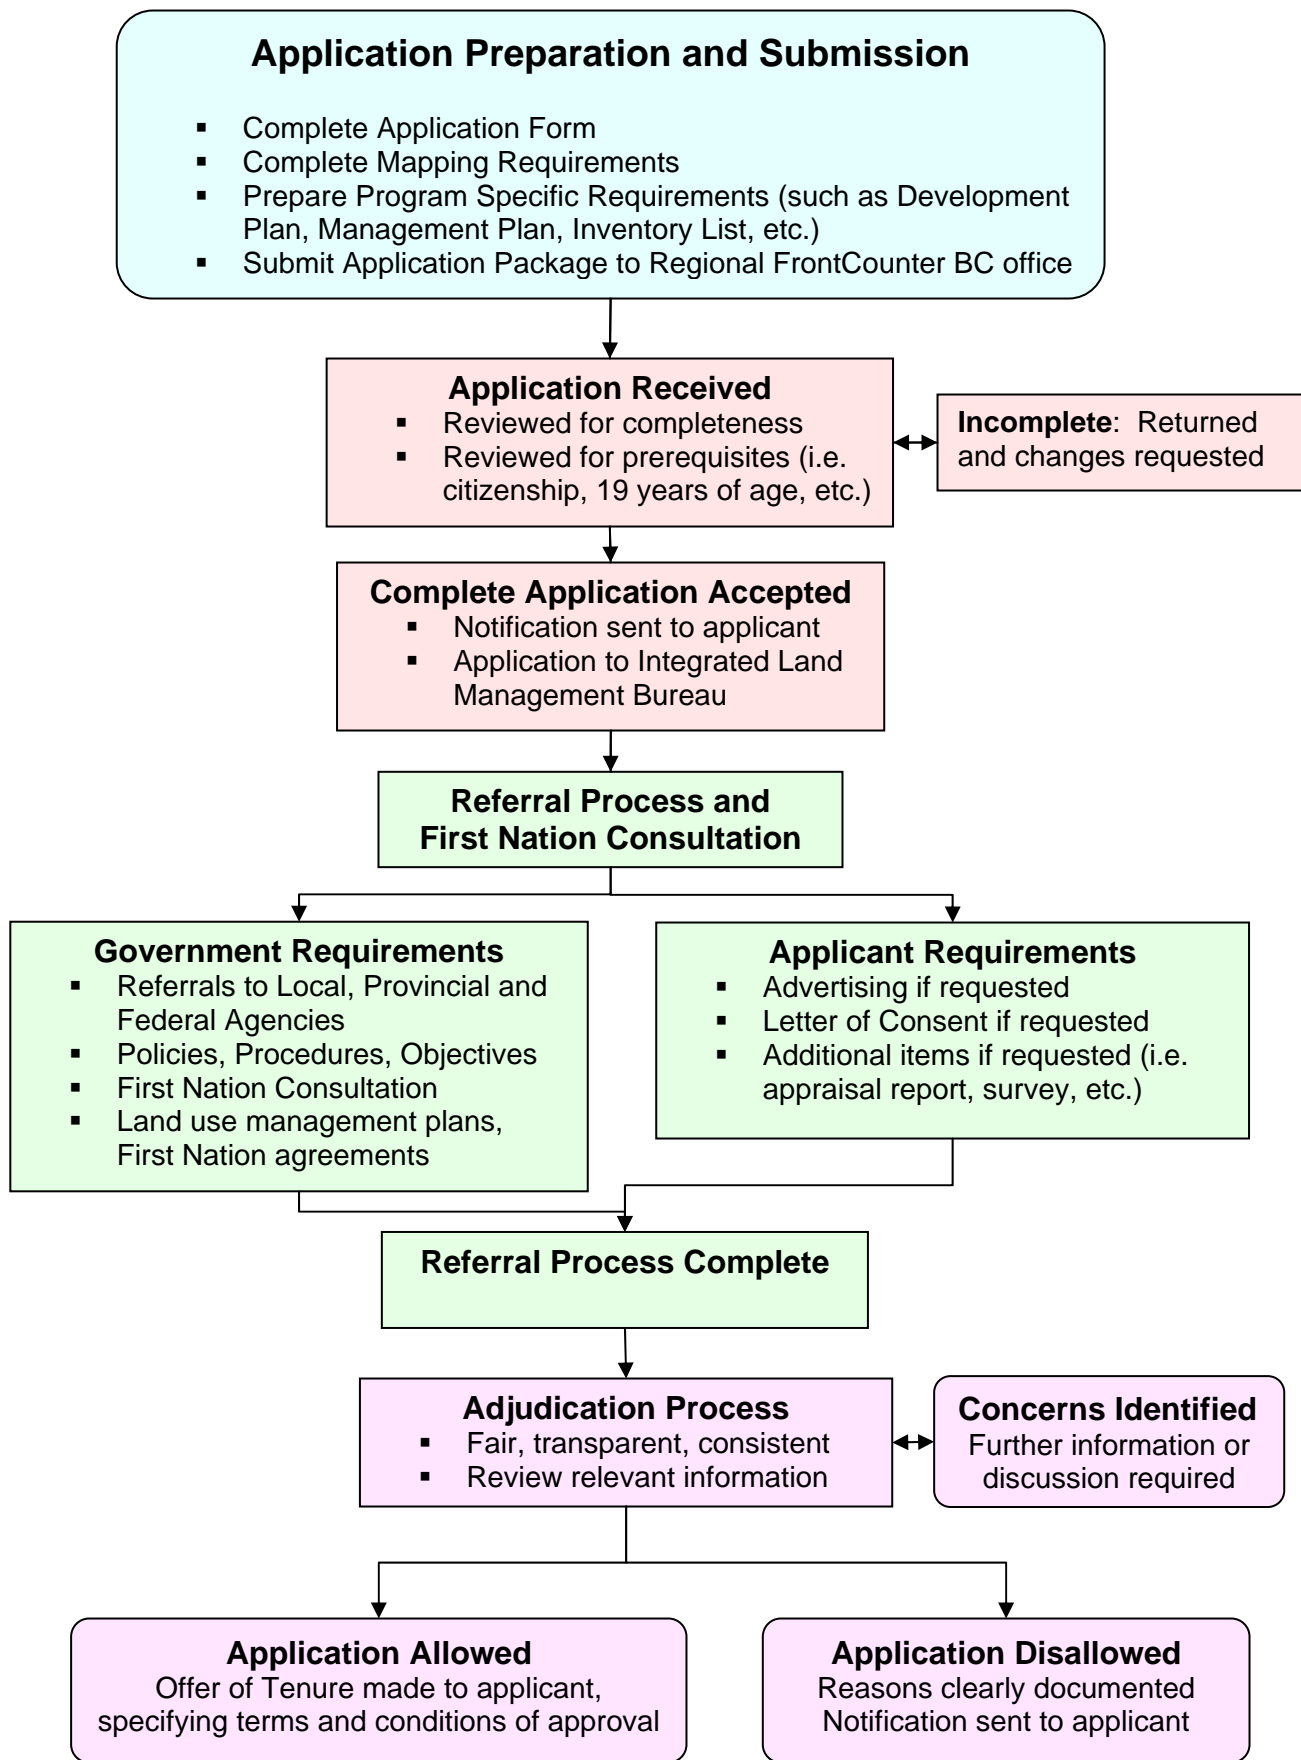 Application Preparation and Submission
▪ Complete Application Form
▪ Complete Mapping Requirements
▪ Prepare Program Specific Requirements (such as Development
Plan, Management Plan, Inventory List, etc.)
▪ Submit Application Package to Regional FrontCounter BC office
Application Received
▪ Reviewed for completeness
▪ Reviewed for prerequisites (i.e.
citizenship, 19 years of age, etc.)
Incomplete: Returned
and changes requested
Complete Application Accepted
▪ Notification sent to applicant
▪ Application to Integrated Land
Management Bureau
Referral Process and
First Nation Consultation
Government Requirements
▪ Referrals to Local, Provincial and
Federal Agencies
▪ Policies, Procedures, Objectives
▪ First Nation Consultation
▪ Land use management plans,
First Nation agreements
Applicant Requirements
▪ Advertising if requested
▪ Letter of Consent if requested
▪ Additional items if requested (i.e.
appraisal report, survey, etc.)
Referral Process Complete
Adjudication Process
▪ Fair, transparent, consistent
▪ Review relevant information
Concerns Identified
Further information or
discussion required
Application Allowed
Offer of Tenure made to applicant,
specifying terms and conditions of approval
Application Disallowed
Reasons clearly documented
Notification sent to applicant